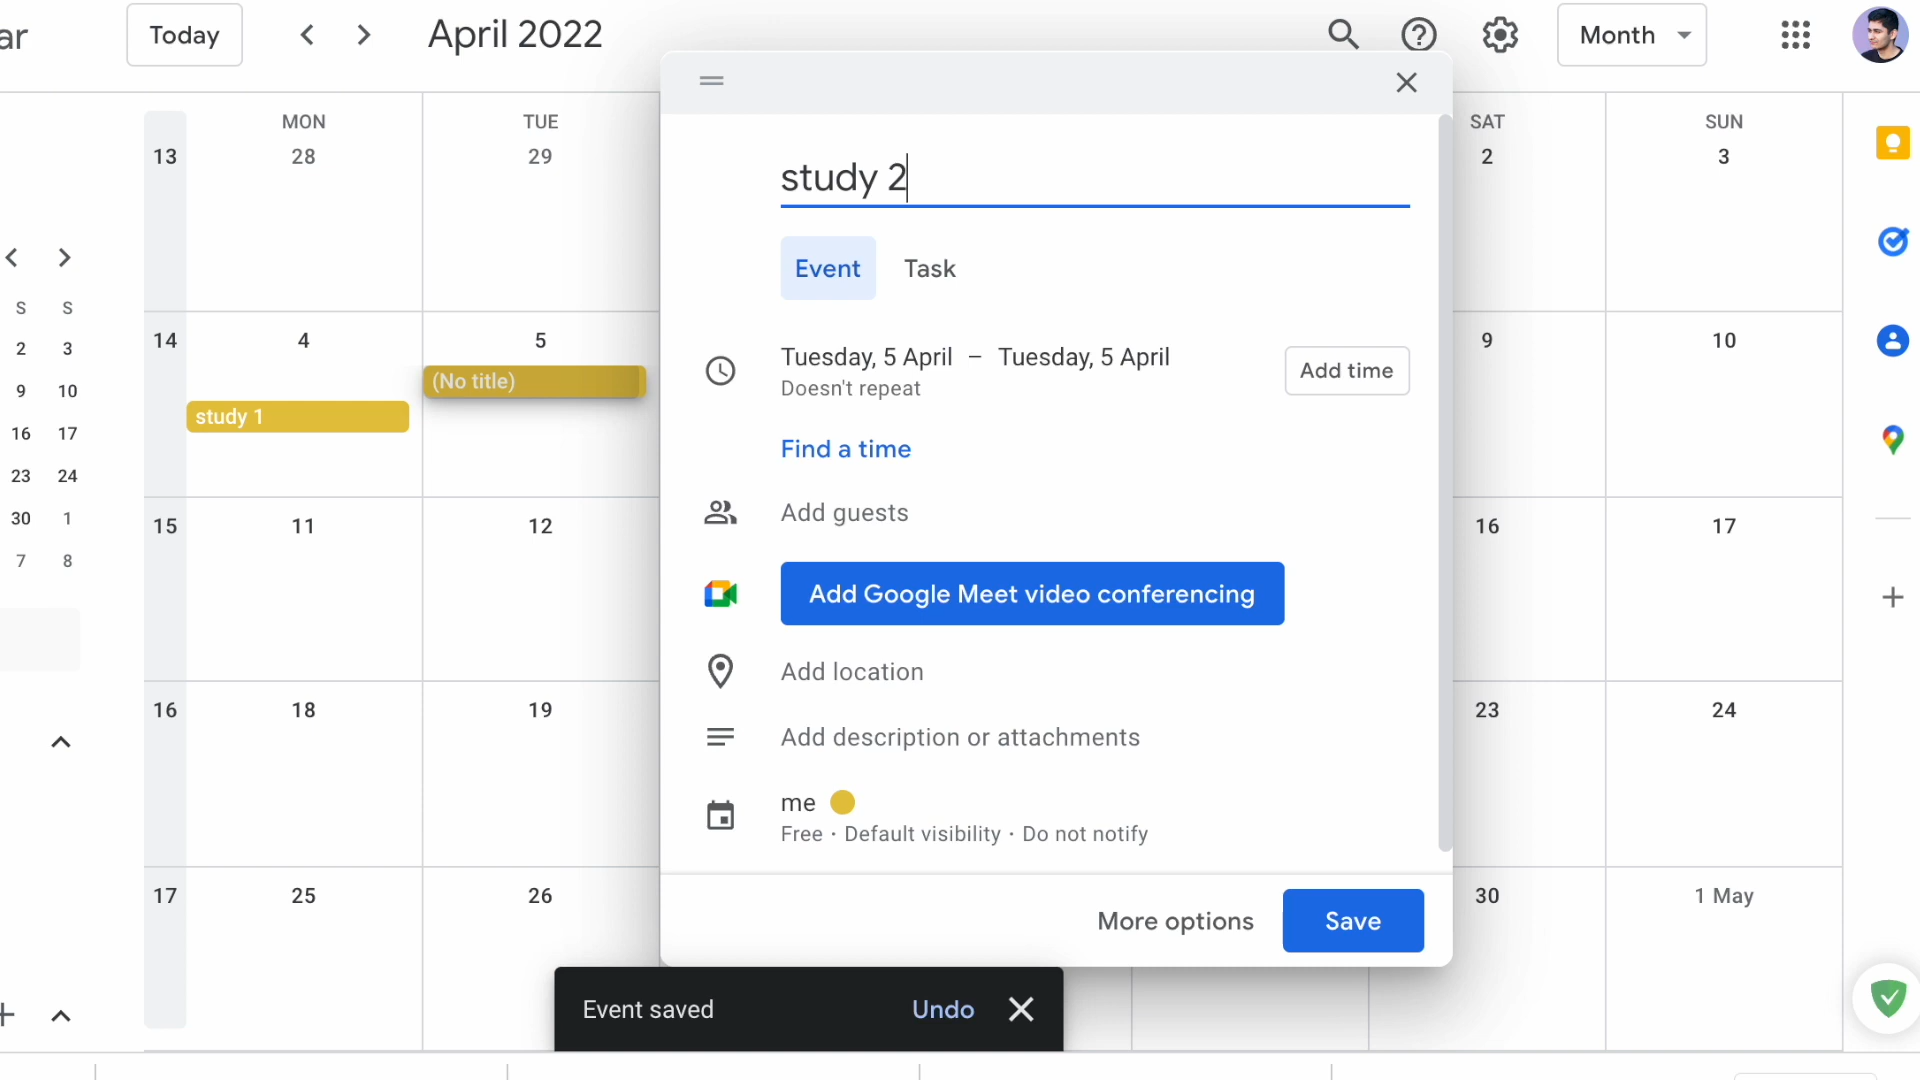 ar
Today
April 2022
Month
MON
TUE
SAT
SUN
13
28
29
2
3
study 2
Event
Task
S S
2 3
9 10
16 17
23 24
30 1
7 8
14
4
5
9
10
(No title)
study 1
Tuesday, 5 April – Tuesday, 5 April
Doesn't repeat
Add time
Find a time
Add guests
15
11
12
16
17
Add Google Meet video conferencing
Add location
16
18
19
23
24
Add description or attachments
me
Free · Default visibility · Do not notify
17
25
26
30
1 May
More options
Save
Event saved
Undo